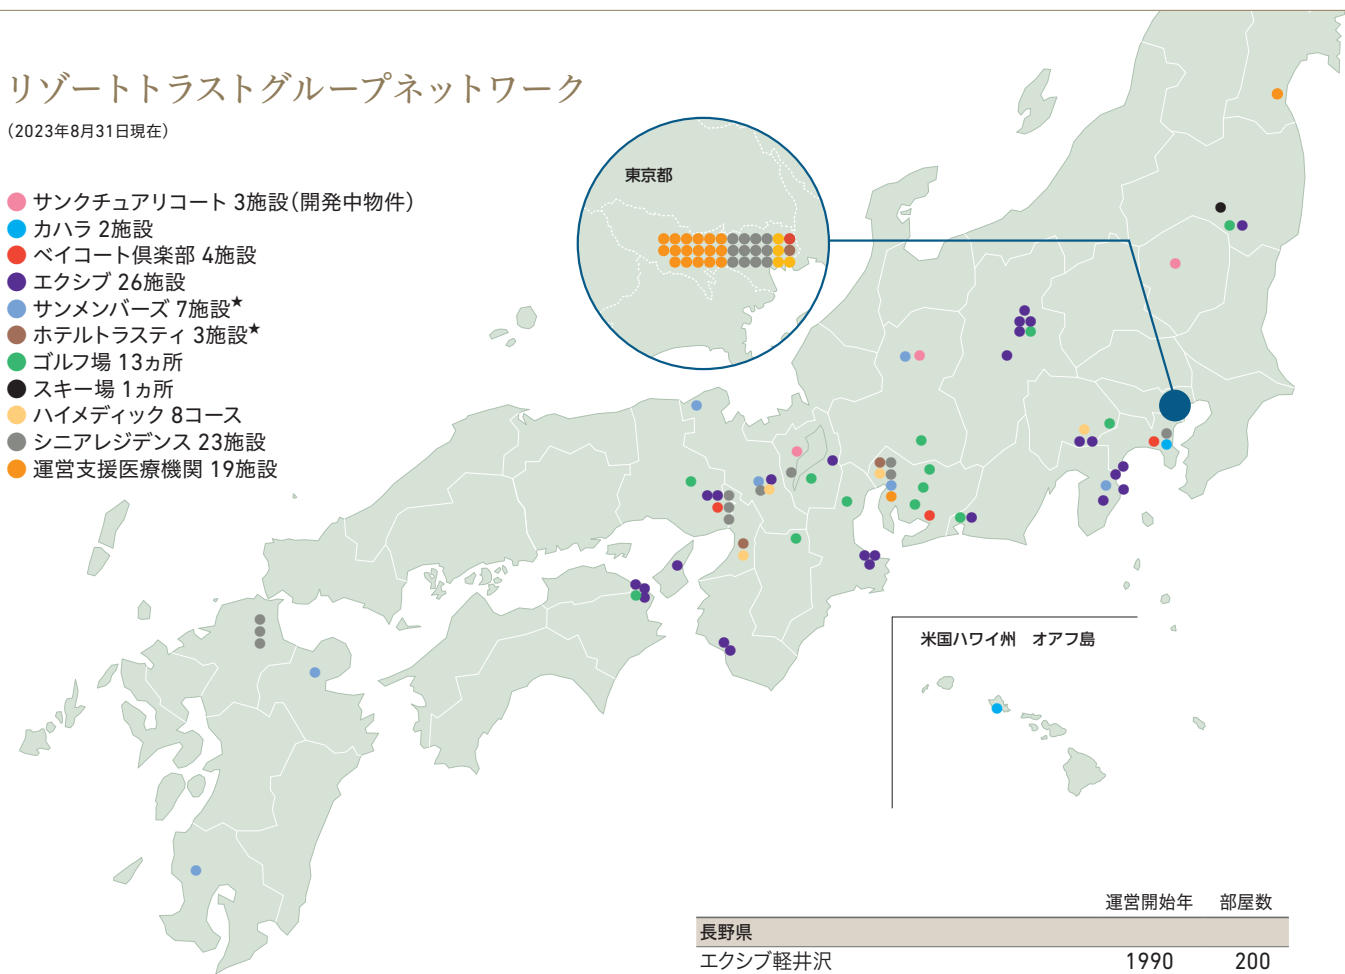 リゾートトラストグループネットワーク
（2023年8月31日現在）
サンクチュアリコート 3施設（開発中物件）
カハラ 2施設
ベイコート倶楽部 4施設
エクシブ 26施設
サンメンバーズ 7施設★
ホテルトラスティ 3施設★
ゴルフ場 13ヵ所
スキー場 1ヵ所
ハイメディック 8コース
シニアレジデンス 23施設
運営支援医療機関 19施設
東京都
米国ハワイ州　オアフ島
運営開始年 部屋数
長野県
エクシブ軽井沢 1990 200